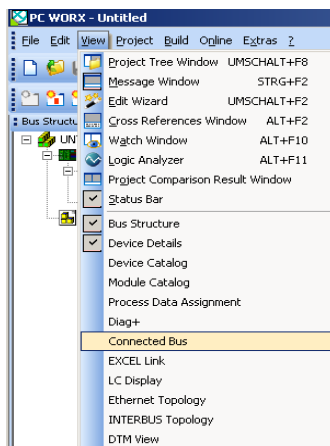 PC WORX - Untitled
File Edit View Project Build Online Extras ?
Project Tree Window UMSCHALT+F8
Message Window STRG+F2
Edit Wizard UMSCHALT+F2
Bus Structu
Cross References Window ALT+F2
UN
Watch Window ALT+F10
Logic Analyzer ALT+F11
Project Comparison Result Window
Status Bar
Bus Structure
Device Details
Device Catalog
Module Catalog
Process Data Assignment
Diag+
Connected Bus
EXCEL Link
LC Display
Ethernet Topology
INTERBUS Topology
DTM View